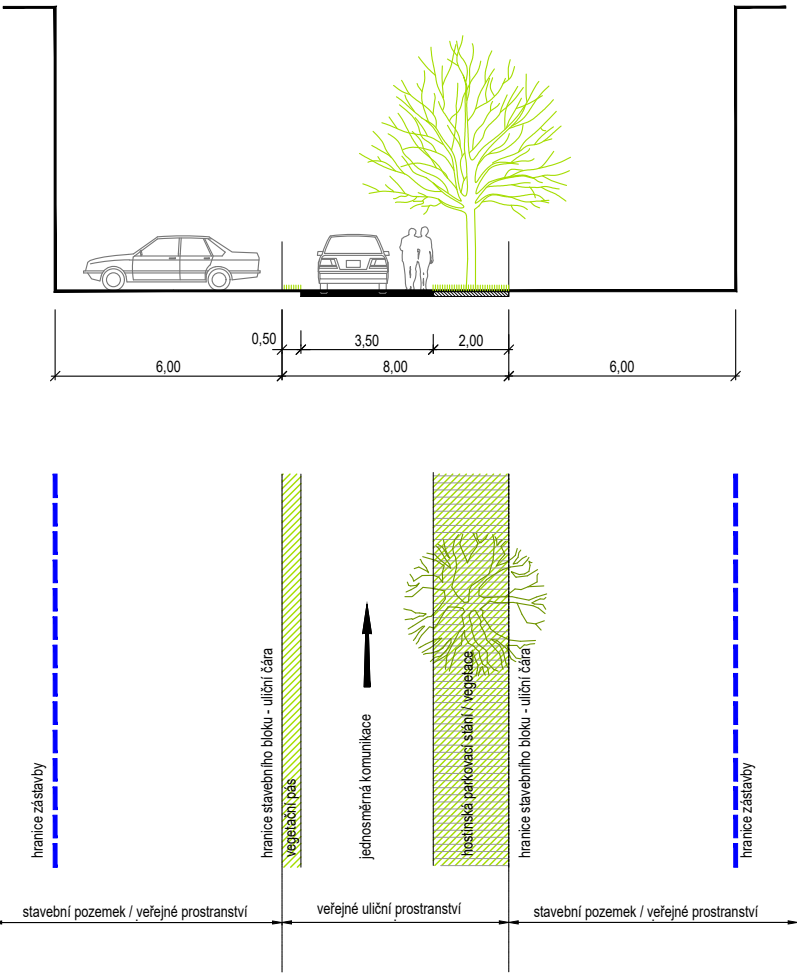 0,50
3,50
2,00
6,00
8,00
6,00
hranice zástavby
hranice stavebního bloku - uliční čára
vegetační pás
jednosměrná komunikace
hostinská parkovací stání / vegetace
hranice stavebního bloku - uliční čára
hranice zástavby
stavební pozemek / veřejné prostranství
veřejné uliční prostranství
stavební pozemek / veřejné prostranství